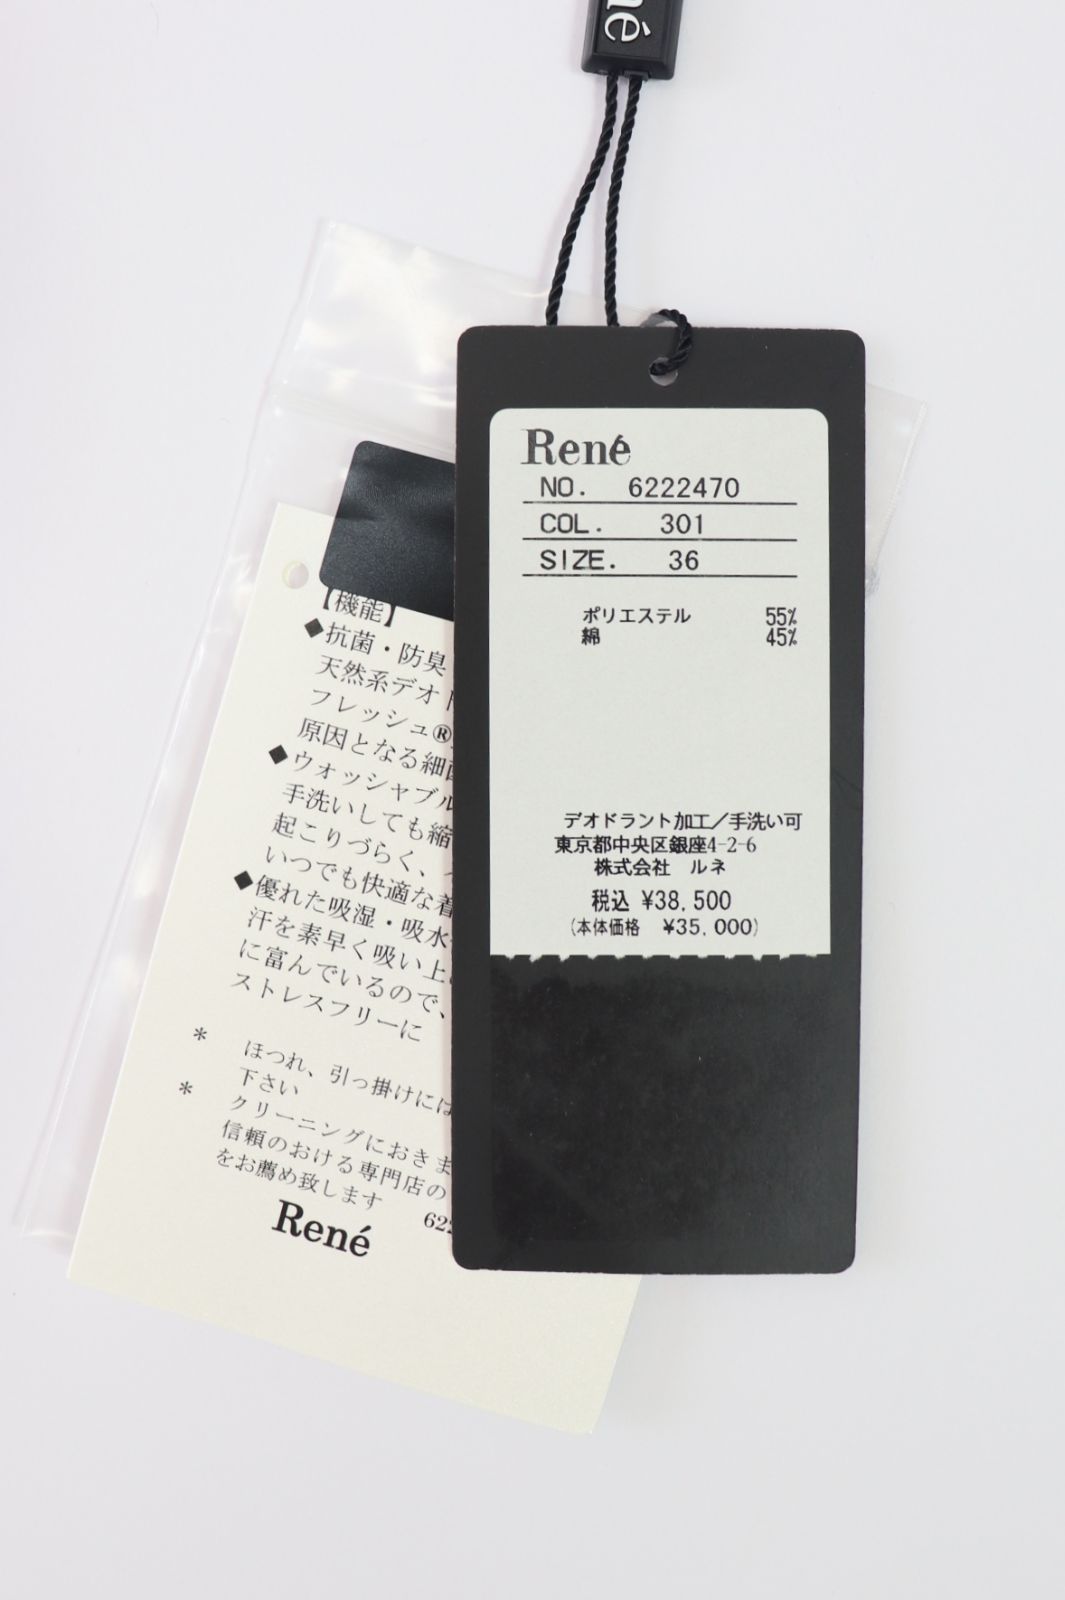 né
René
NO. 6222470
COL. 301
SIZE. 36
ポリエステル 55%
綿 45%
デオドラント加工／手洗い可
東京都中央区銀座4-2-6
株式会社 ルネ
税込 ¥38,500
(本体価格 ¥35,000)
【機能】
◆抗菌・防臭
天然系デオド
フレッシュ®
原因となる細菌
◆ウォッシャブル
手洗いしても縮
起こりづらく、
いつでも快適な着
◆優れた吸湿・吸水
汗を素早く吸い上
に富んでいるので、
ストレスフリーに
* ほつれ、引っ掛けには
下さい
* クリーニングにおきま
信頼のおける専門店の
をお薦め致します
René 622